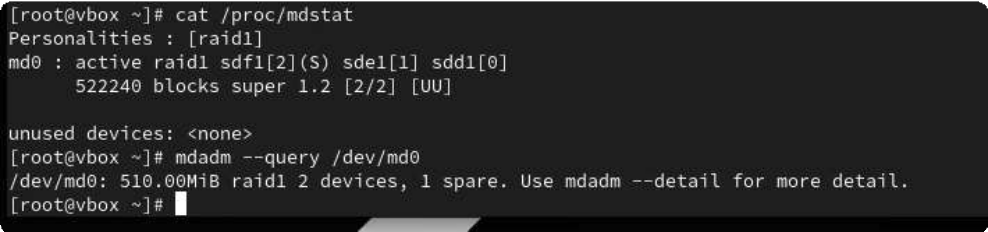 [root@vbox ~]# cat /proc/mdstat
Personalities : [raid1]
md0 : active raid1 sdf1[2](S) sde1[1] sdd1[0]
      522240 blocks super 1.2 [2/2] [UU]

unused devices: <none>
[root@vbox ~]# mdadm --query /dev/md0
/dev/md0: 510.00MiB raid1 2 devices, 1 spare. Use mdadm --detail for more detail.
[root@vbox ~]#